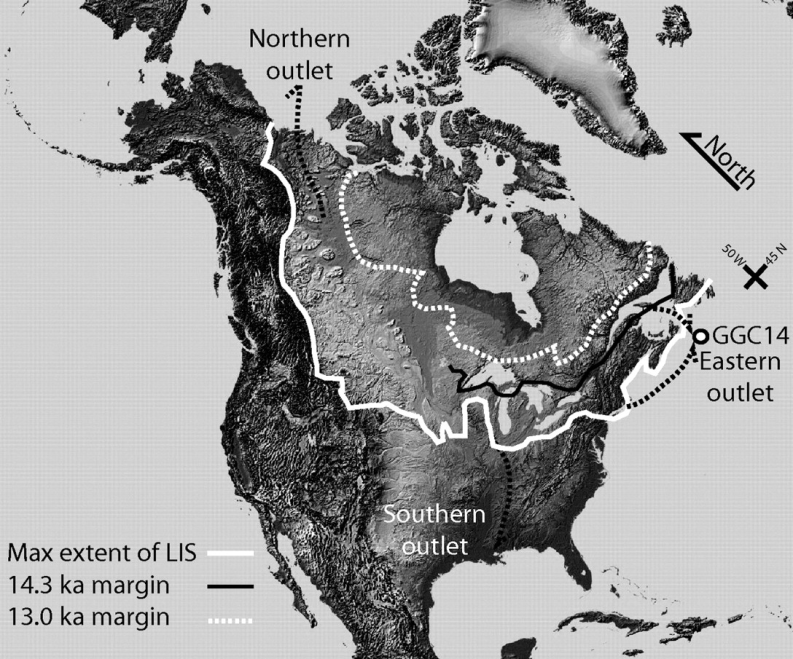 Northern
outlet
North
50W
45 N
GGC14
Eastern
outlet
Southern
outlet
Max extent of LIS
14.3 ka margin
13.0 ka margin